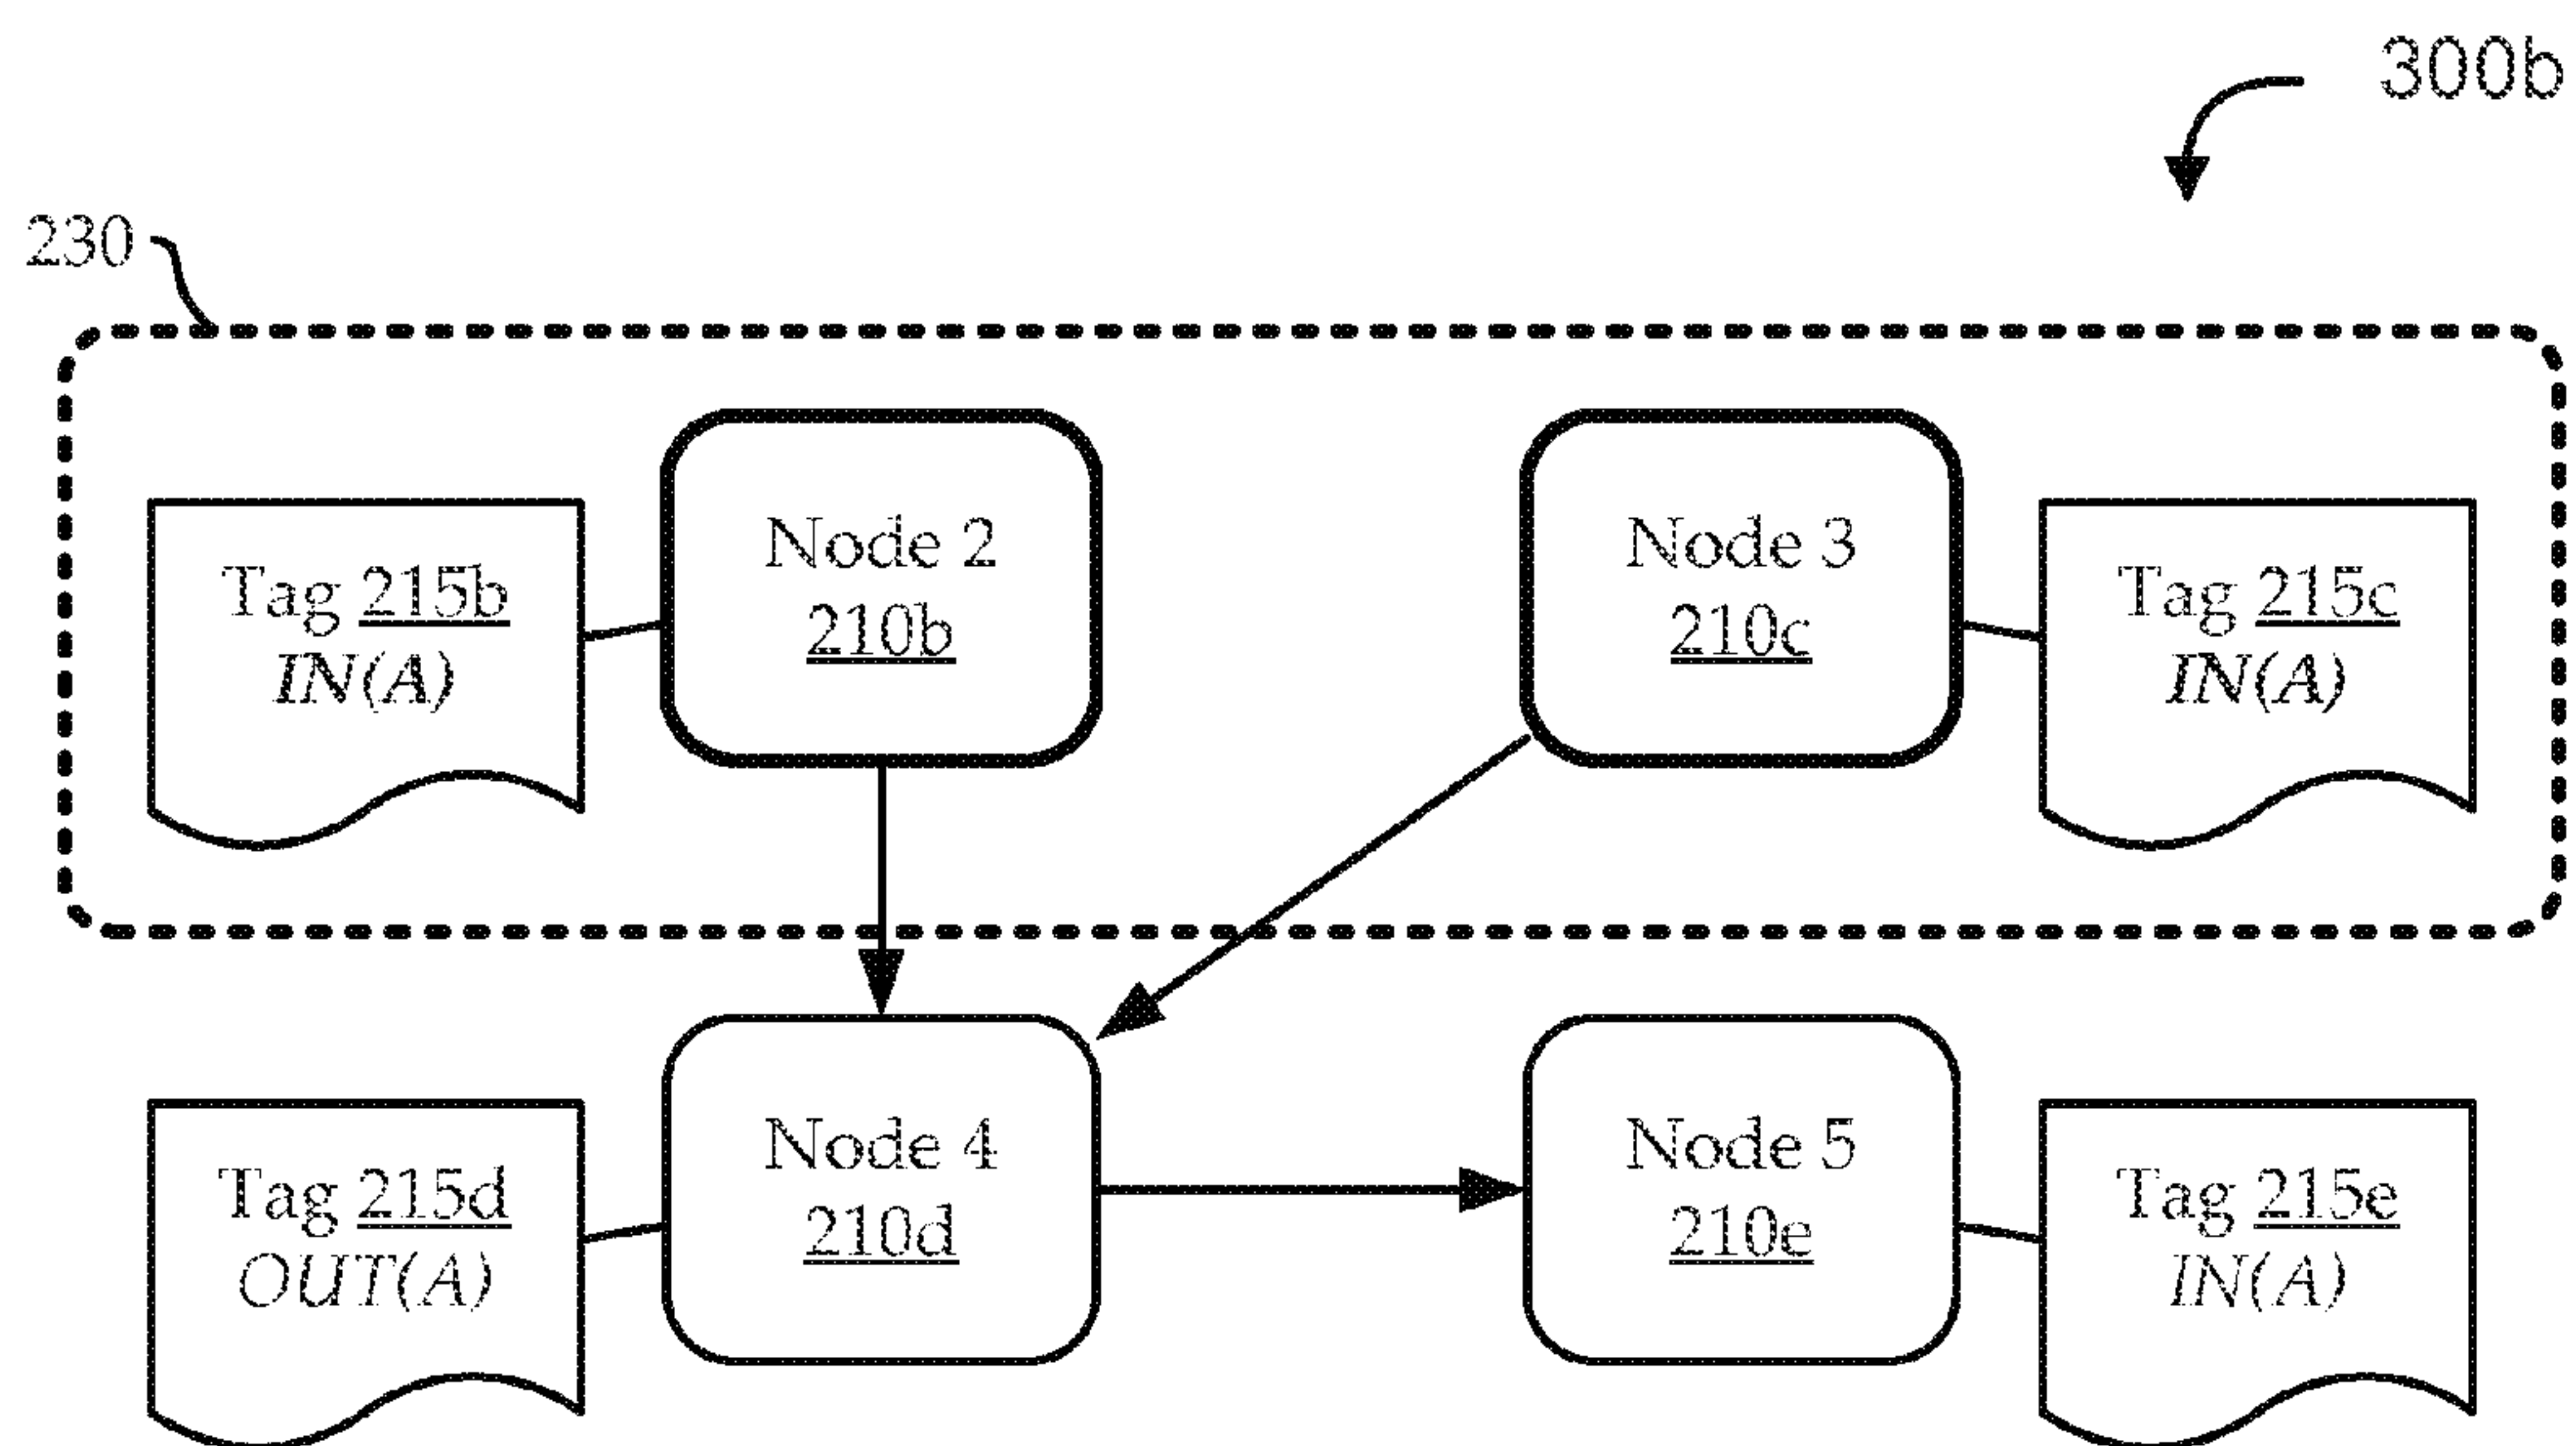 300b
230
Node 2
210b
Node 3
210c
Tag 215b
IN(A)
Tag 215c
IN(A)
Node 4
210d
Node 5
210e
Tag 215d
OUT(A)
Tag 215e
IN(A)